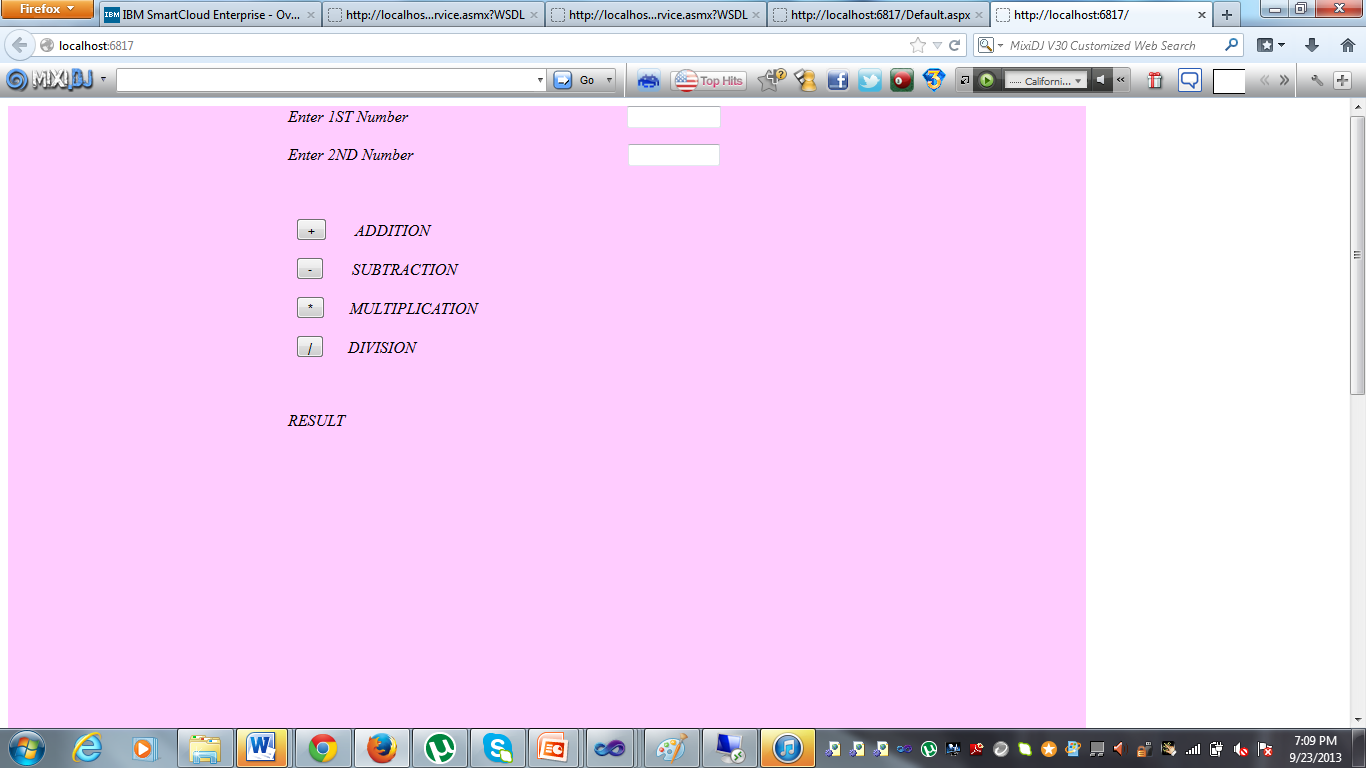 Firefox
IBM SmartCloud Enterprise - Ov...
http://localhos...rvice.asmx?WSDL
http://localhos...rvice.asmx?WSDL
http://localhost:6817/Default.aspx
http://localhost:6817/
localhost:6817
MixiDJ V30 Customized Web Search
MIXIDJ
Go
Top Hits
Californi...
Enter 1ST Number
Enter 2ND Number
+ ADDITION
- SUBTRACTION
* MULTIPLICATION
/ DIVISION
RESULT
7:09 PM
9/23/2013